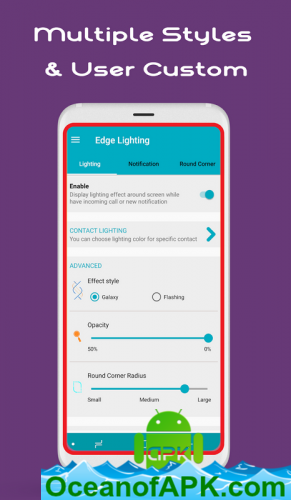 Multiple Styles
& User Custom
Edge Lighting
Lighting Notification Round Corner
Enable
Display lighting effect around screen while
have incoming call or new notification
CONTACT LIGHTING
You can choose lighting color for specific contact
ADVANCED
Effect style
Galaxy Flashing
Opacity
50% 0%
Round Corner Radius
Small Medium Large
APK
OceanofAPK.com